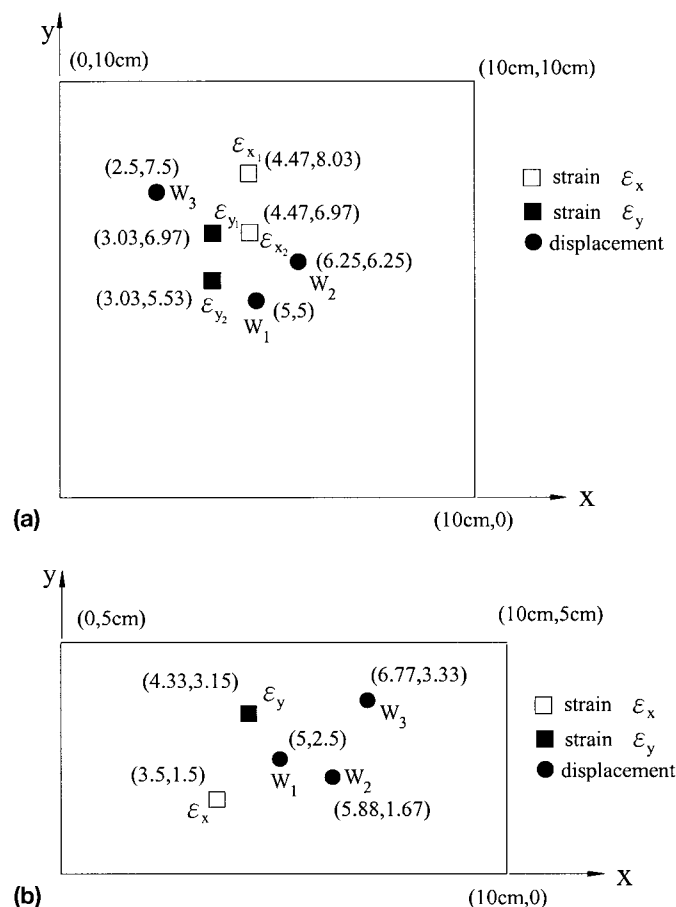 y
(0,10cm)
(10cm,10cm)
(2.5,7.5)
εx1
(4.47,8.03)
W3
εy1
(4.47,6.97)
(3.03,6.97)
εx2
(6.25,6.25)
W2
(3.03,5.53)
εy2
(5,5)
W1
□ strain εx
■ strain εy
● displacement
X
(10cm,0)
(a)
y
(0,5cm)
(10cm,5cm)
(4.33,3.15)
εy
(6.77,3.33)
W3
(5,2.5)
W1
W2
(3.5,1.5)
εx
(5.88,1.67)
□ strain εx
■ strain εy
● displacement
X
(10cm,0)
(b)